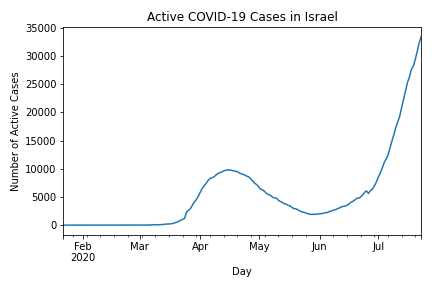 Active COVID-19 Cases in Israel
35000
30000
25000
20000
15000
10000
5000
0
Number of Active Cases
Feb Mar Apr May Jun Jul
2020
Day